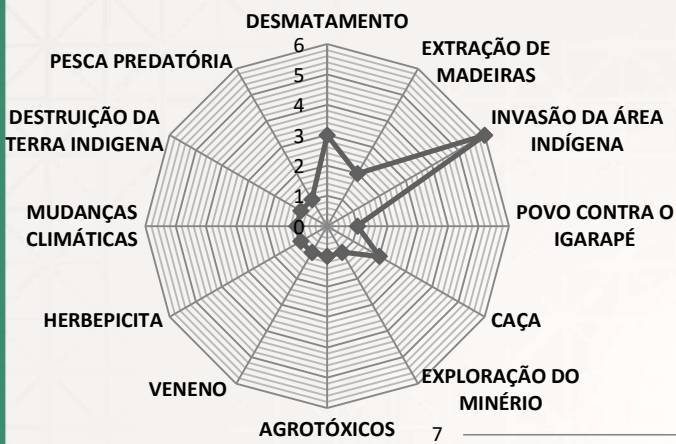 DESMATAMENTO
EXTRAÇÃO DE
MADEIRAS
INVASÃO DA ÁREA
INDÍGENA
POVO CONTRA O
IGARAPÉ
CAÇA
EXPLORAÇÃO DO
MINÉRIO
AGROTÓXICOS
VENENO
HERBEPICITA
MUDANÇAS
CLIMÁTICAS
DESTRUIÇÃO DA
TERRA INDIGENA
PESCA PREDATÓRIA
6
5
4
3
2
1
0
7